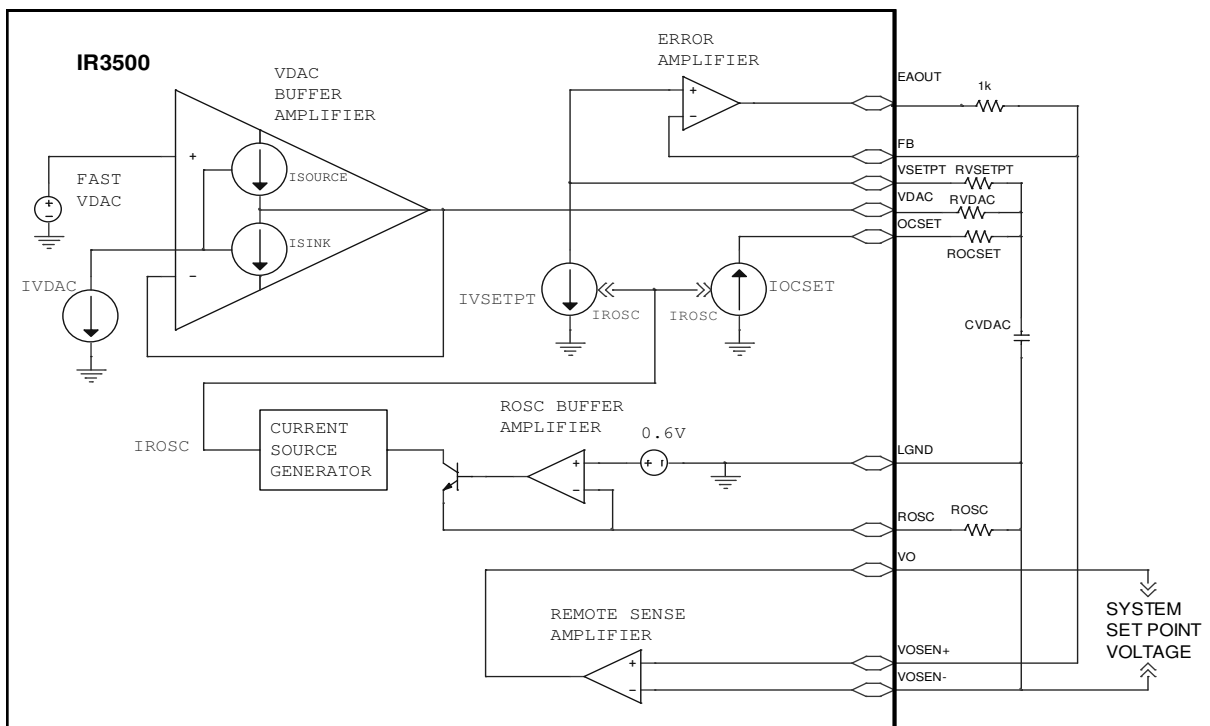 IR3500
VDAC
BUFFER
AMPLIFIER
ERROR
AMPLIFIER
EAOUT
1k
+
-
+
-
FAST
VDAC
ISOURCE
ISINK
IVDAC
FB
VSETPT
RVSETPT
VDAC
RVDAC
OCSET
ROCSET
IVSETPT
IROSC
IROSC
IOCSET
CVDAC
ROSC BUFFER
AMPLIFIER
0.6V
IROSC
CURRENT
SOURCE
GENERATOR
+
-
+ -
LGND
ROSC
ROSC
VO
REMOTE SENSE
AMPLIFIER
+
-
VOSEN+
VOSEN-
SYSTEM
SET POINT
VOLTAGE